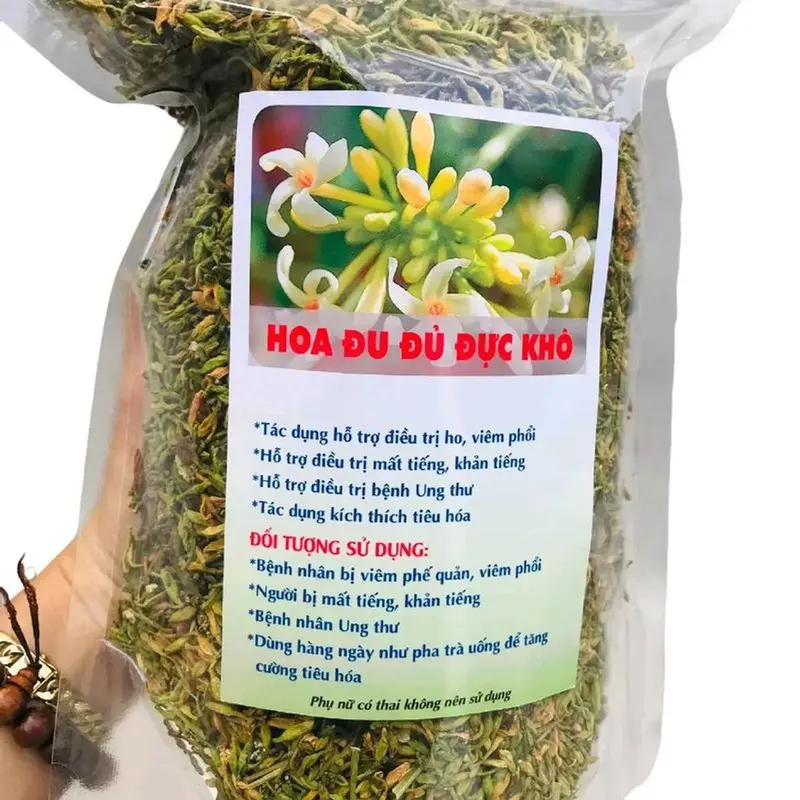 HOA ĐU ĐỦ ĐỰC KHÔ
*Tác dụng hỗ trợ điều trị ho, viêm phổi
*Hỗ trợ điều trị mất tiếng, khản tiếng
*Hỗ trợ điều trị bệnh Ung thư
*Tác dụng kích thích tiêu hóa
ĐỐI TƯỢNG SỬ DỤNG:
*Bệnh nhân bị viêm phế quản, viêm phổi
*Người bị mất tiếng, khản tiếng
*Bệnh nhân Ung thư
*Dùng hàng ngày như pha trà uống để tăng
cường tiêu hóa
Phụ nữ có thai không nên sử dụng